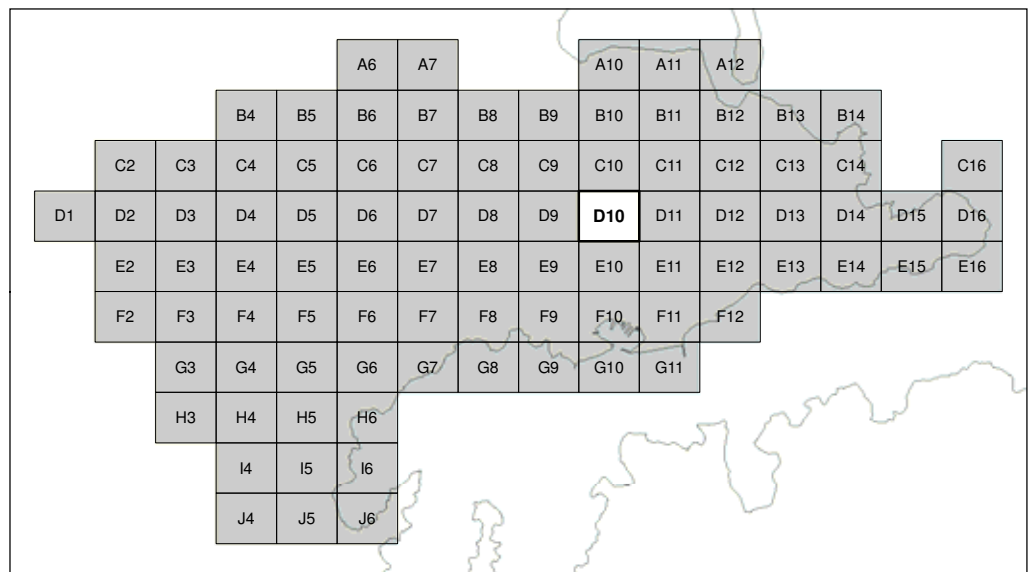 A6 A7 A10 A11 A12
B4 B5 B6 B7 B8 B9 B10 B11 B12 B13 B14
C2 C3 C4 C5 C6 C7 C8 C9 C10 C11 C12 C13 C14 C16
D1 D2 D3 D4 D5 D6 D7 D8 D9 D10 D11 D12 D13 D14 D15 D16
E2 E3 E4 E5 E6 E7 E8 E9 E10 E11 E12 E13 E14 E15 E16
F2 F3 F4 F5 F6 F7 F8 F9 F10 F11 F12
G3 G4 G5 G6 G7 G8 G9 G10 G11
H3 H4 H5 H6
I4 I5 I6
J4 J5 J6